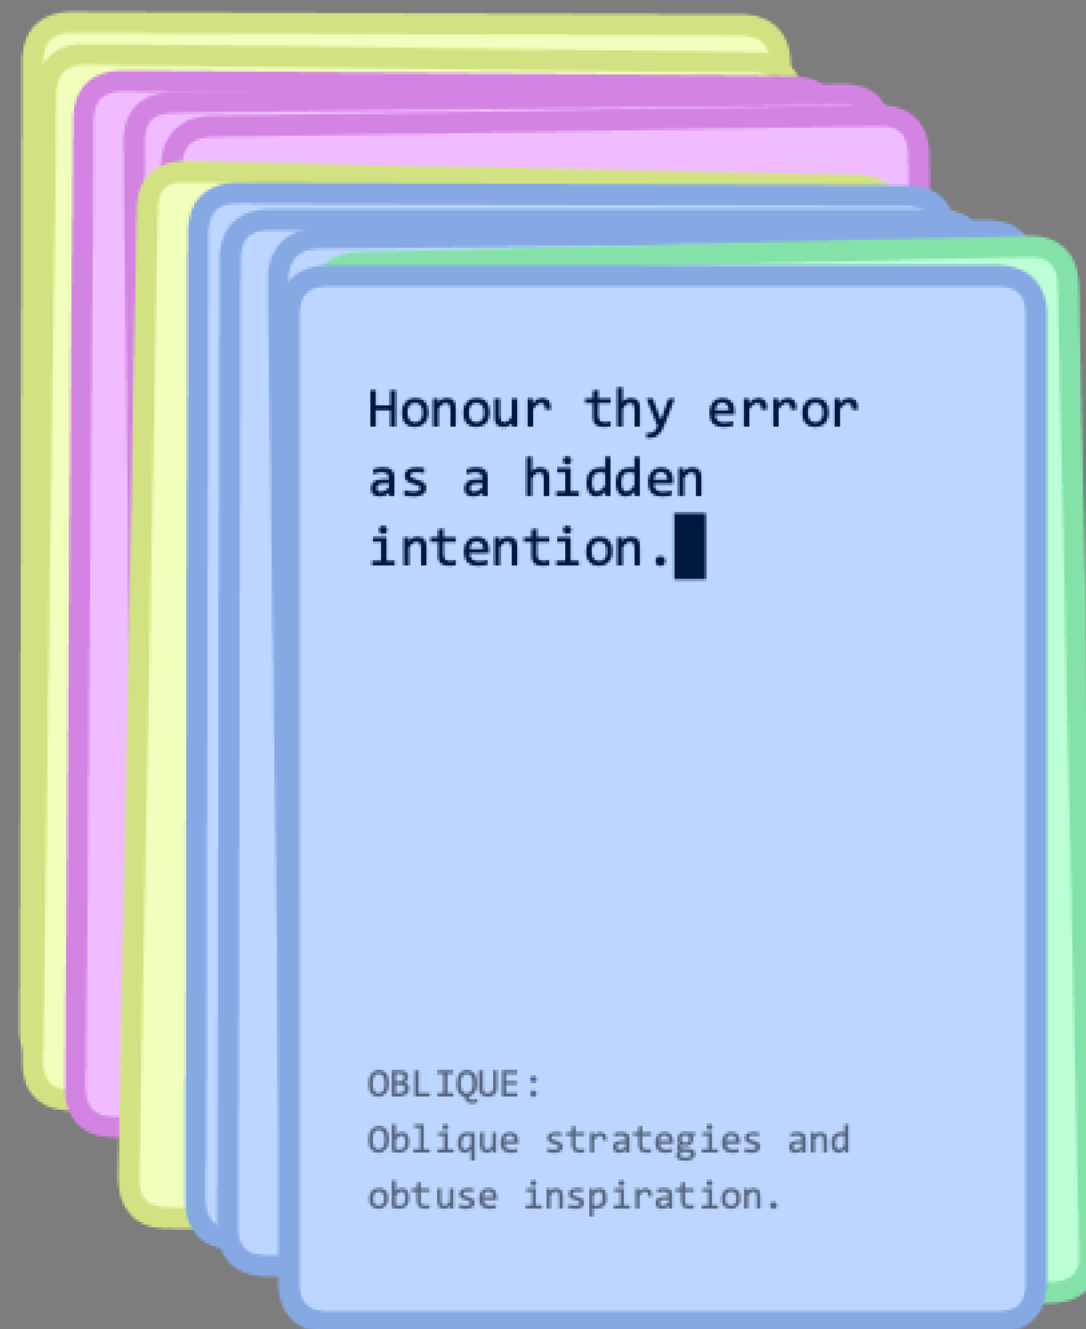 Honour thy error
as a hidden
intention.
OBLIQUE:
Oblique strategies and
obtuse inspiration.